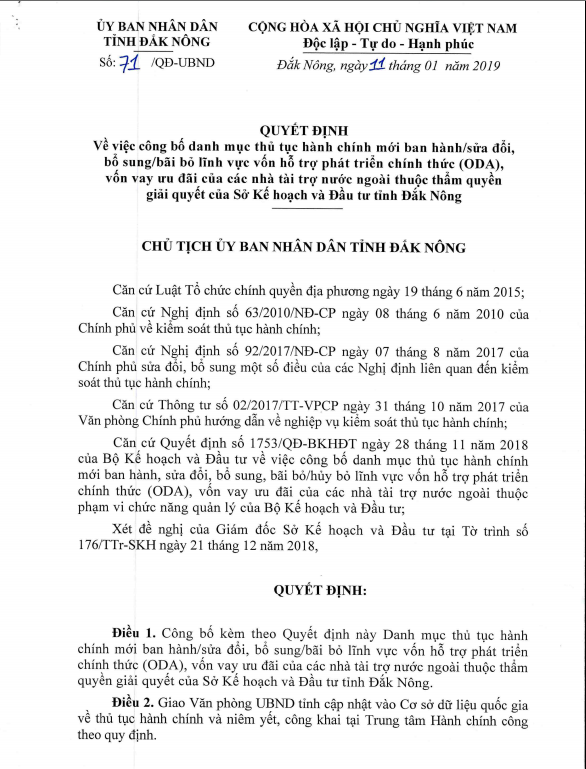 ỦY BAN NHÂN DÂN
TỈNH ĐẮK NÔNG
Số: 71 /QĐ-UBND
CỘNG HÒA XÃ HỘI CHỦ NGHĨA VIỆT NAM
Độc lập - Tự do - Hạnh phúc
Đắk Nông, ngày 11 tháng 01 năm 2019
QUYẾT ĐỊNH
Về việc công bố danh mục thủ tục hành chính mới ban hành/sửa đổi,
bổ sung/bãi bỏ lĩnh vực vốn hỗ trợ phát triển chính thức (ODA),
vốn vay ưu đãi của các nhà tài trợ nước ngoài thuộc thẩm quyền
giải quyết của Sở Kế hoạch và Đầu tư tỉnh Đắk Nông
CHỦ TỊCH ỦY BAN NHÂN DÂN TỈNH ĐẮK NÔNG
Căn cứ Luật Tổ chức chính quyền địa phương ngày 19 tháng 6 năm 2015;
Căn cứ Nghị định số 63/2010/NĐ-CP ngày 08 tháng 6 năm 2010 của
Chính phủ về kiểm soát thủ tục hành chính;
Căn cứ Nghị định số 92/2017/NĐ-CP ngày 07 tháng 8 năm 2017 của
Chính phủ sửa đổi, bổ sung một số điều của các Nghị định liên quan đến kiểm
soát thủ tục hành chính;
Căn cứ Thông tư số 02/2017/TT-VPCP ngày 31 tháng 10 năm 2017 của
Văn phòng Chính phủ hướng dẫn về nghiệp vụ kiểm soát thủ tục hành chính;
Căn cứ Quyết định số 1753/QĐ-BKHĐT ngày 28 tháng 11 năm 2018
của Bộ Kế hoạch và Đầu tư về việc công bố danh mục thủ tục hành chính
mới ban hành, sửa đổi, bổ sung, bãi bỏ/hủy bỏ lĩnh vực vốn hỗ trợ phát triển
chính thức (ODA), vốn vay ưu đãi của các nhà tài trợ nước ngoài thuộc
phạm vi chức năng quản lý của Bộ Kế hoạch và Đầu tư;
Xét đề nghị của Giám đốc Sở Kế hoạch và Đầu tư tại Tờ trình số
176/TTr-SKH ngày 21 tháng 12 năm 2018,
QUYẾT ĐỊNH:
Điều 1. Công bố kèm theo Quyết định này Danh mục thủ tục hành
chính mới ban hành/sửa đổi, bổ sung/bãi bỏ lĩnh vực vốn hỗ trợ phát triển
chính thức (ODA), vốn vay ưu đãi của các nhà tài trợ nước ngoài thuộc thẩm
quyền giải quyết của Sở Kế hoạch và Đầu tư tỉnh Đắk Nông.
Điều 2. Giao Văn phòng UBND tỉnh cập nhật vào Cơ sở dữ liệu quốc gia
về thủ tục hành chính và niêm yết, công khai tại Trung tâm Hành chính công
theo quy định.